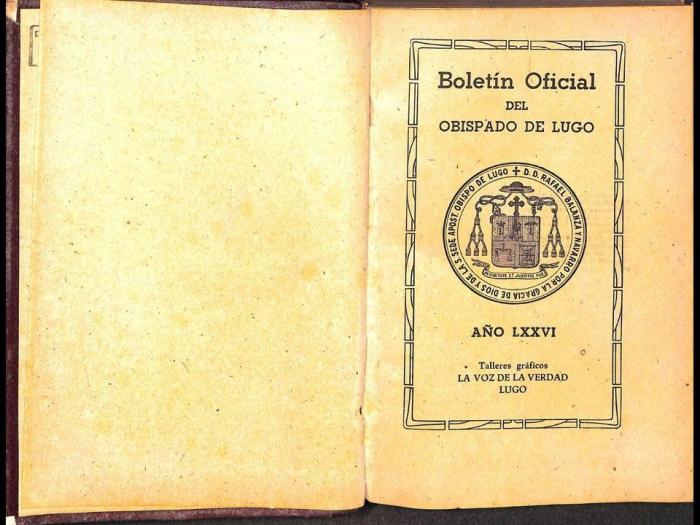 Boletín Oficial
DEL
OBISPADO DE LUGO
✝ D. D. RAFAEL BALANZA Y NAVARRO POR LA GRACIA DE DIOS Y DE LA S. SEDE APOST. OBISPO DE LUGO
AÑO LXXVI
Talleres gráficos
LA VOZ DE LA VERDAD
LUGO